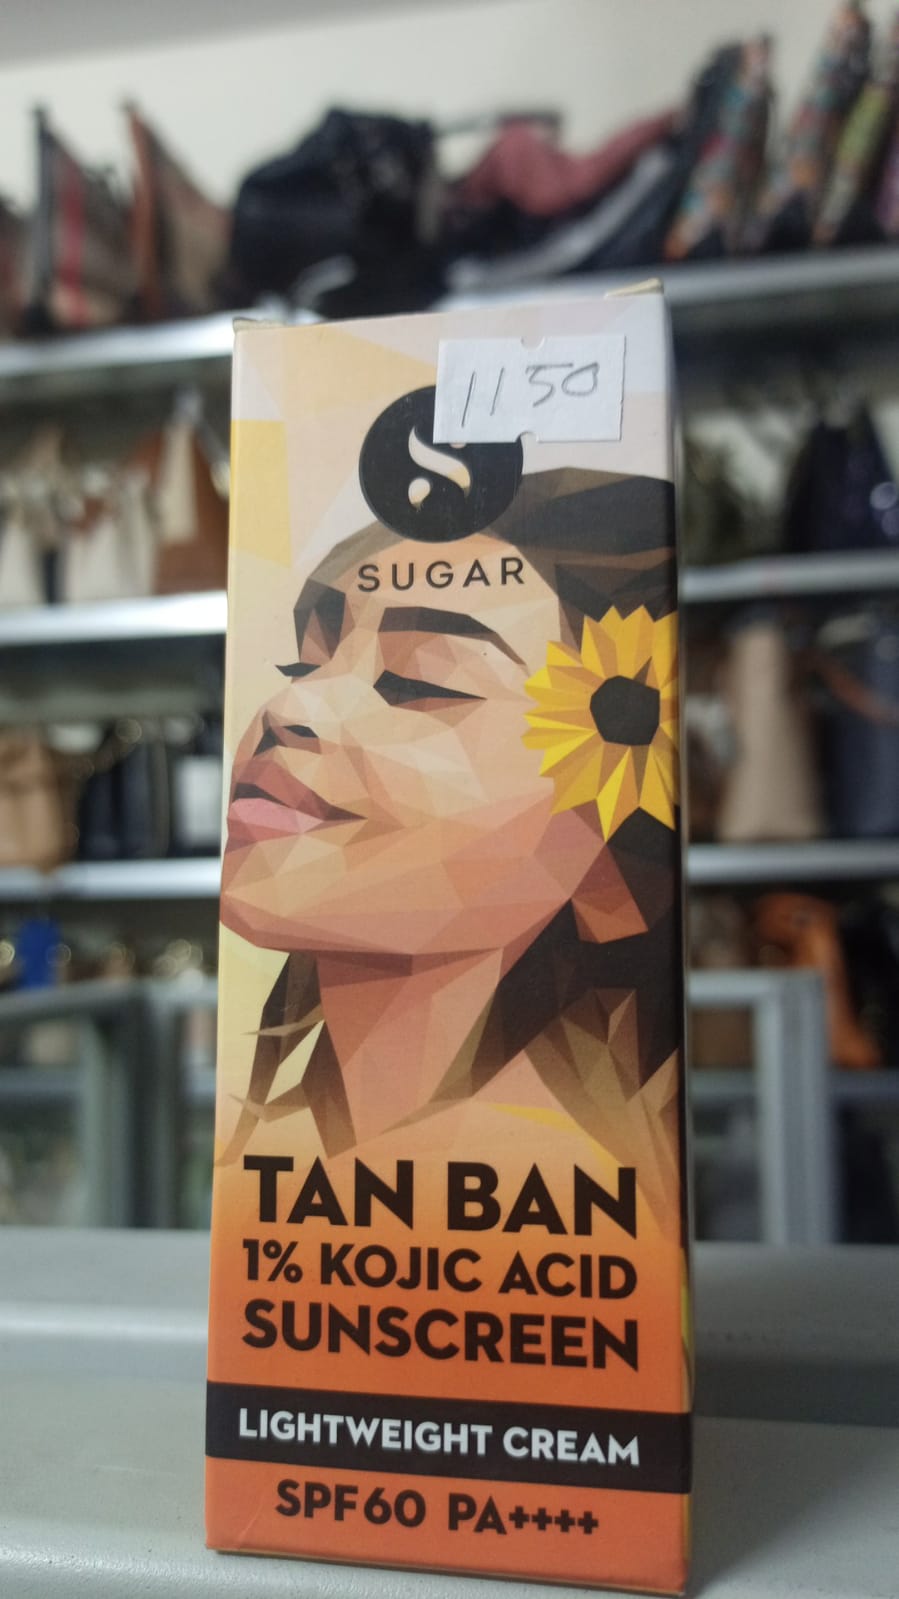 1150
SUGAR
TAN BAN
1% KOJIC ACID
SUNSCREEN
LIGHTWEIGHT CREAM
SPF60 PA++++